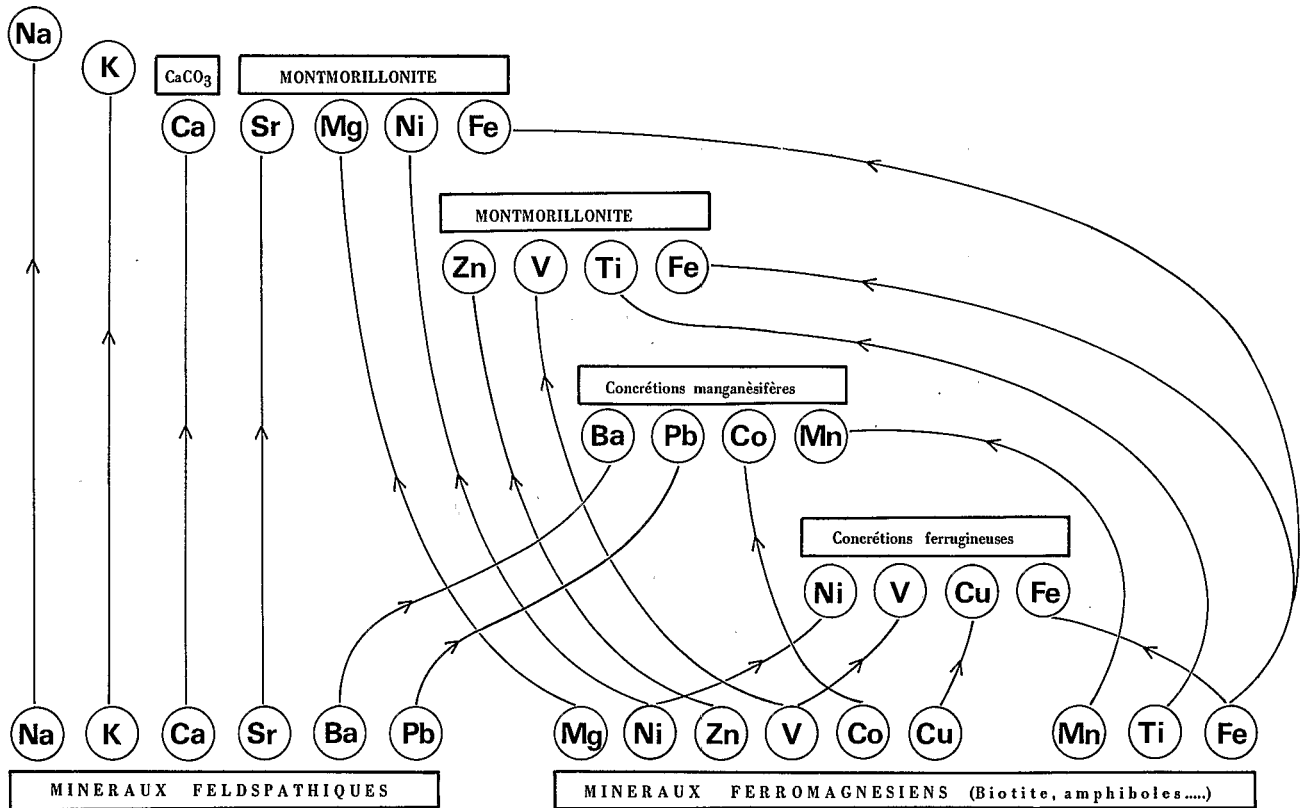 Na
K
CaCO3 MONTMORILLONITE
Ca Sr Mg Ni Fe
MONTMORILLONITE
Zn V Ti Fe
Concrétions manganèsifères
Ba Pb Co Mn
Concrétions ferrugineuses
Ni V Cu Fe
Na K Ca Sr Ba Pb Mg Ni Zn V Co Cu Mn Ti Fe
MINERAUX FELDSPATHIQUES MINERAUX FERROMAGNESIENS (Biotite, amphiboles.....)